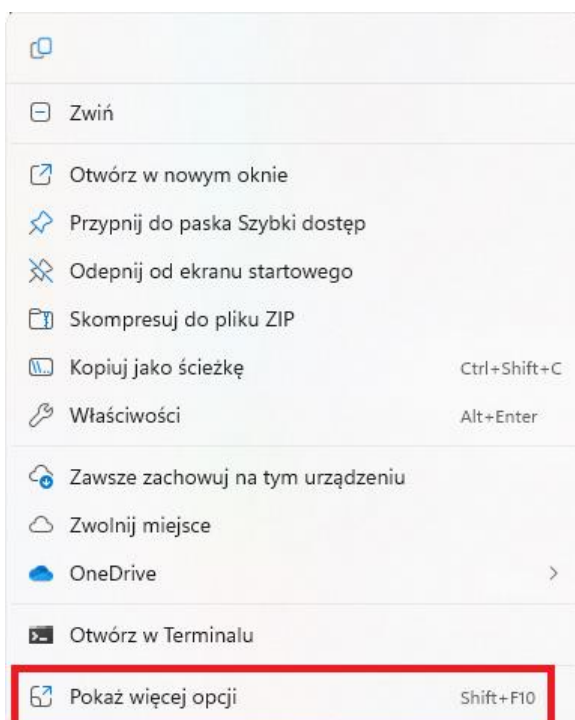 Zwiń
Otwórz w nowym oknie
Przypnij do paska Szybki dostęp
Odepnij od ekranu startowego
Skompresuj do pliku ZIP
Kopiuj jako ścieżkę Ctrl+Shift+C
Właściwości Alt+Enter
Zawsze zachowuj na tym urządzeniu
Zwolnij miejsce
OneDrive
Otwórz w Terminalu
Pokaż więcej opcji Shift+F10